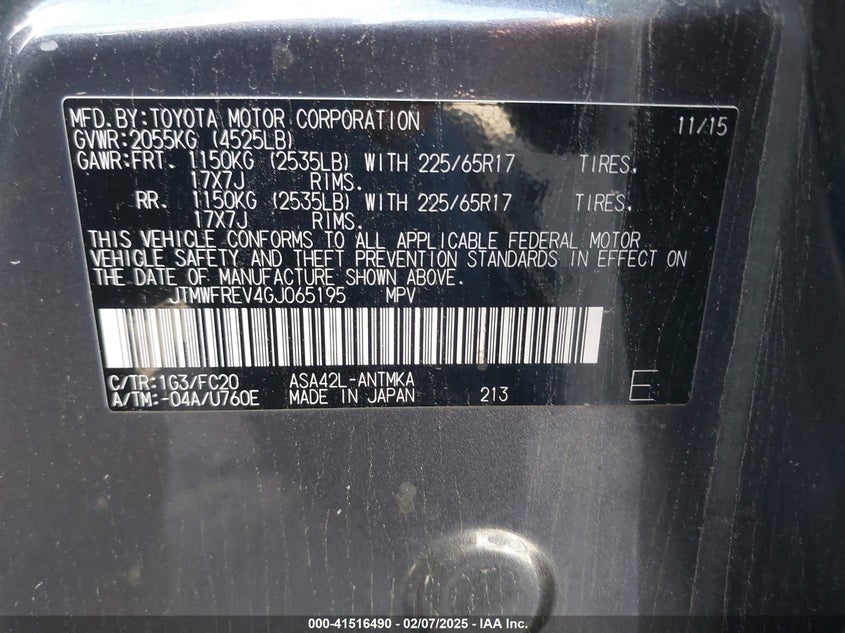 MFD.BY:TOYOTA MOTOR CORPORATION 11/15
GVWR:2055KG (4525LB)
GAWR:FRT. 1150KG (2535LB) WITH 225/65R17 TIRES.
17X7J RIMS.
RR. 1150KG (2535LB) WITH 225/65R17 TIRES.
17X7J RIMS.
THIS VEHICLE CONFORMS TO ALL APPLICABLE FEDERAL MOTOR
VEHICLE SAFETY AND THEFT PREVENTION STANDARDS IN EFFECT ON
THE DATE OF MANUFACTURE SHOWN ABOVE.
JTMWFREV4GJ065195 MPV
C/TR:1G3/FC20 ASA42L-ANTMKA
A/TM:-04A/U760E MADE IN JAPAN 213 E
000-41516490 - 02/07/2025 - IAA Inc.